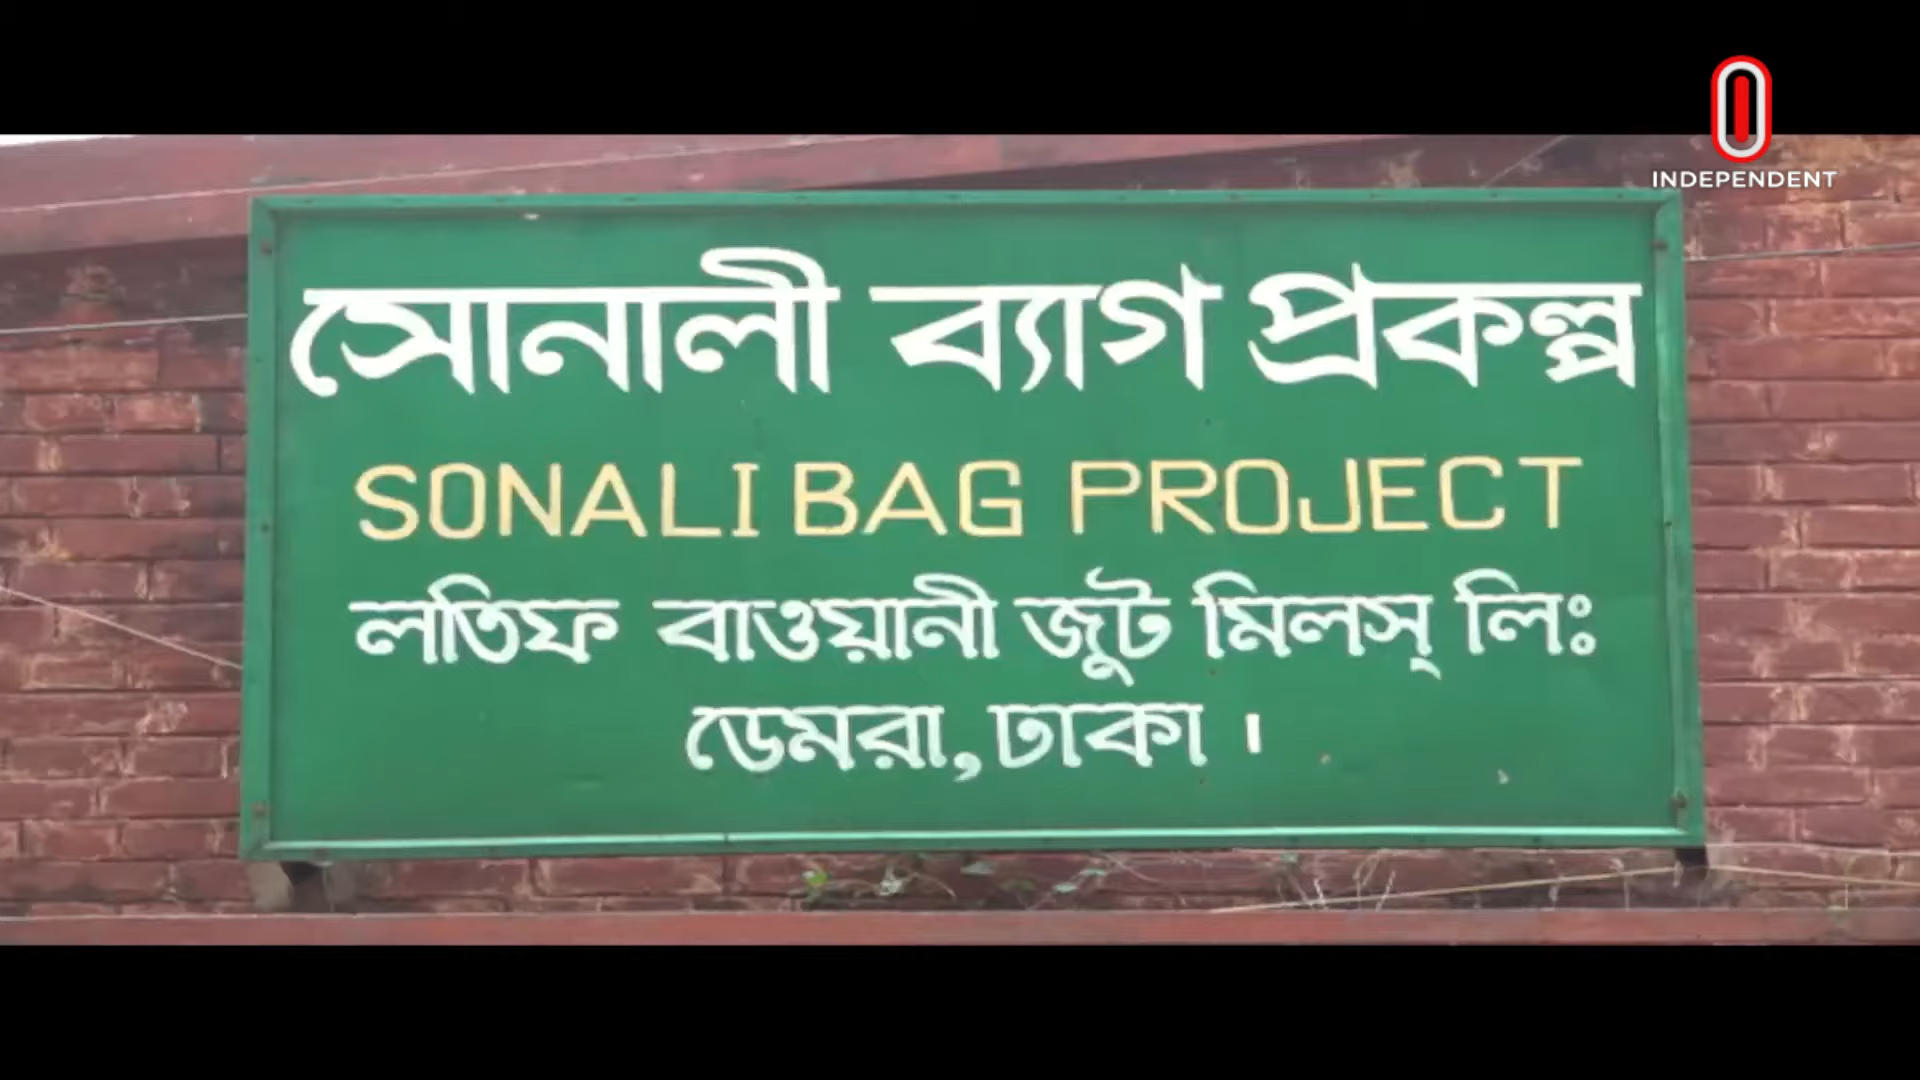 INDEPENDENT
সোনালী ব্যাগ প্রকল্প
SONALI BAG PROJECT
লতিফ বাওয়ানী জুট মিলস্ লিঃ
ডেমরা, ঢাকা ।